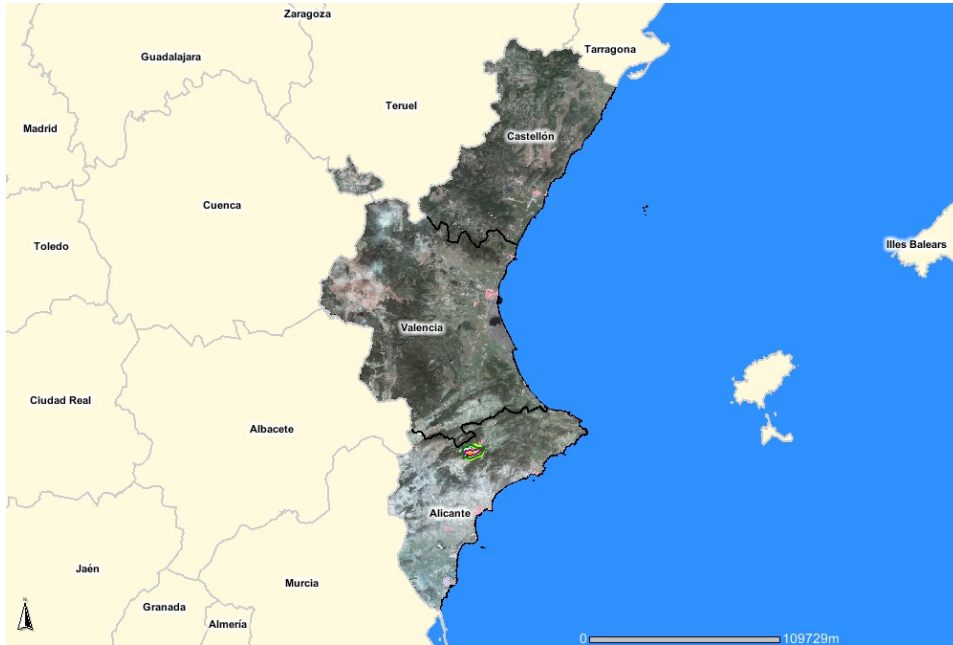 Zaragoza
Tarragona
Guadalajara
Teruel
Madrid
Castellón
Cuenca
Toledo
Illes Balears
Valencia
Ciudad Real
Albacete
Alicante
Jaén
Murcia
Granada
Almería
N
0 109729m